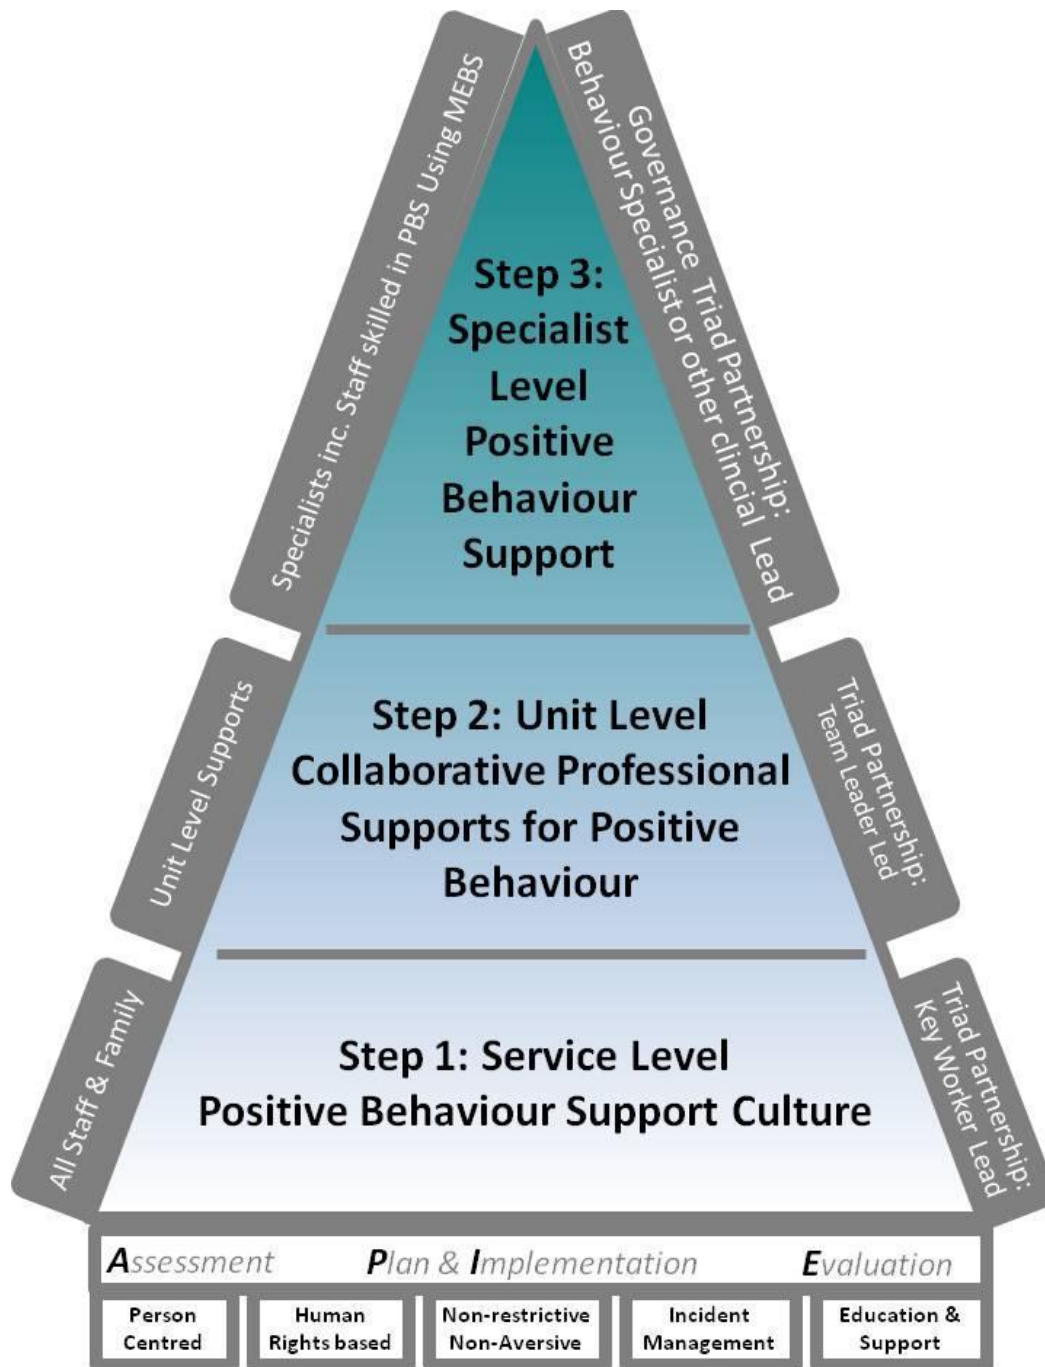 Specialists inc. Staff skilled in PBS Using MEBS
Governance Triad Partnership:
Behaviour Specialist or other clincial Lead
Step 3:
Specialist
Level
Positive
Behaviour
Support
Unit Level Supports
Triad Partnership:
Team Leader Led
Step 2: Unit Level
Collaborative Professional
Supports for Positive
Behaviour
All Staff & Family
Triad Partnership:
Key Worker Lead
Step 1: Service Level
Positive Behaviour Support Culture
Assessment Plan & Implementation Evaluation
Person
Centred
Human
Rights based
Non-restrictive
Non-Aversive
Incident
Management
Education &
Support